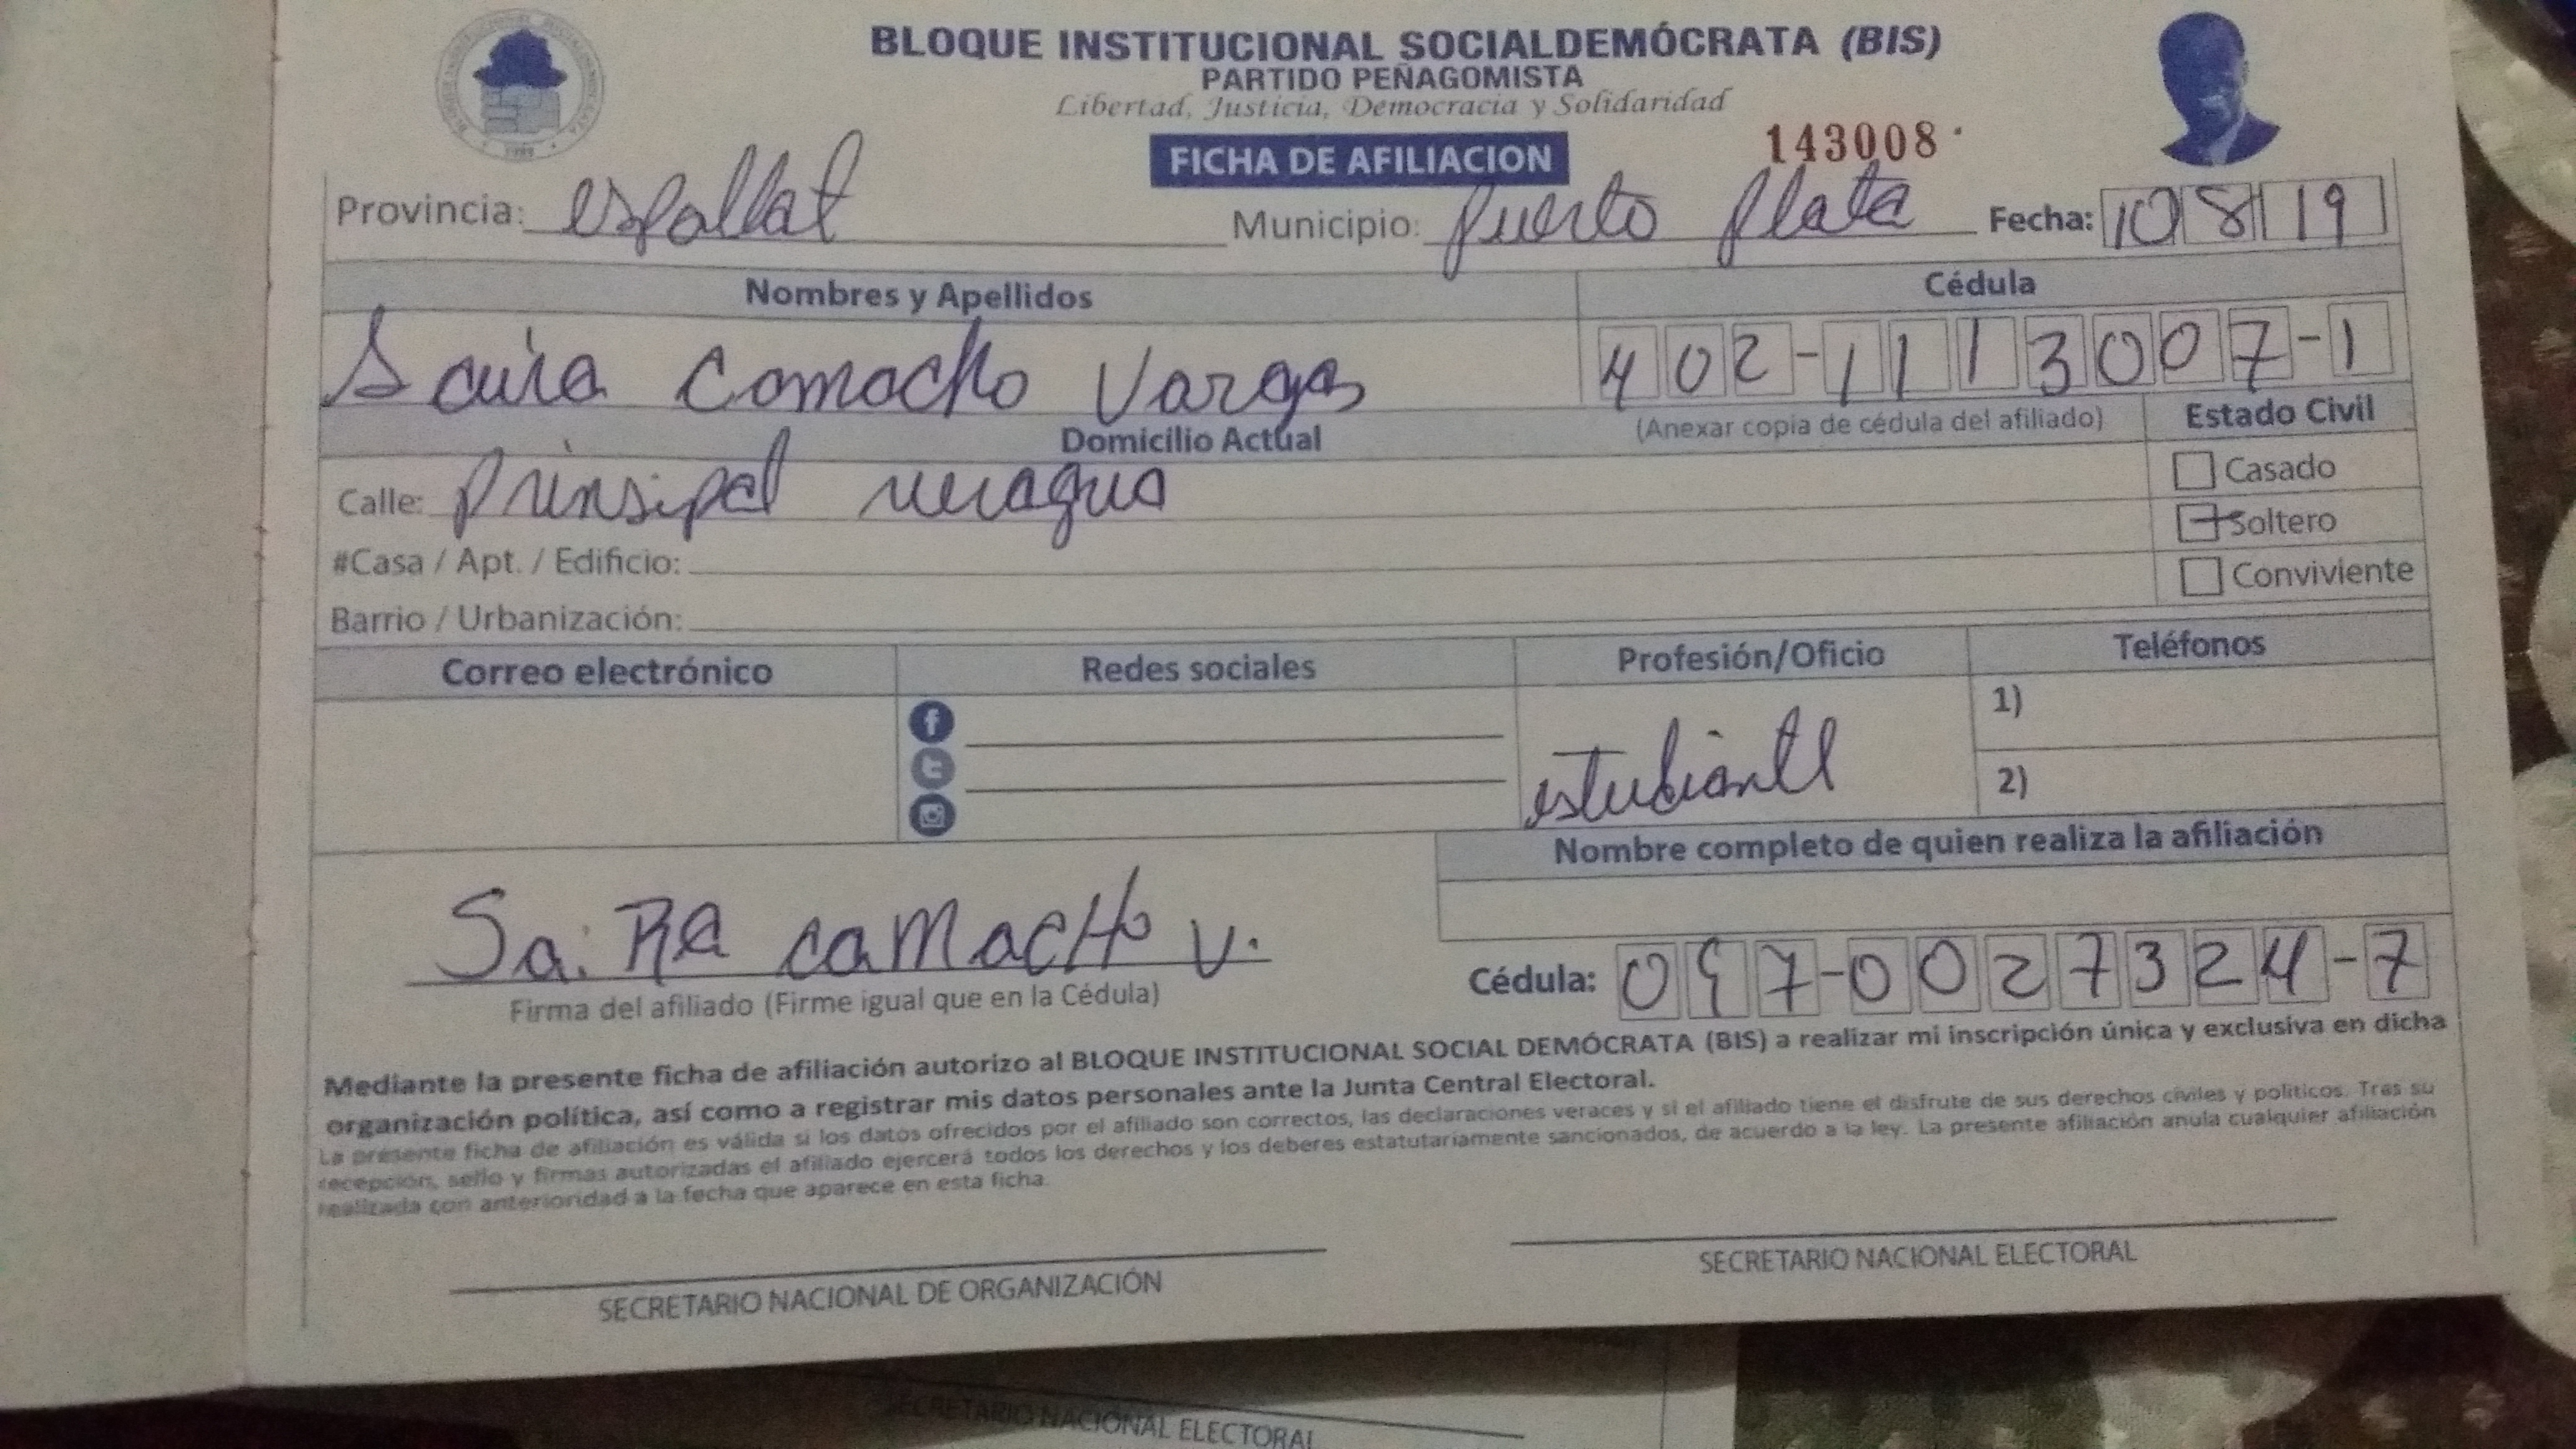 BLOQUE INSTITUCIONAL SOCIALDEMÓCRATA (BIS)
PARTIDO PEÑAGOMISTA
Libertad, Justicia, Democracia y Solidaridad
FICHA DE AFILIACION 143008
Provincia: espallat Municipio: puerto plata Fecha: 10 8 19
Nombres y Apellidos Cédula
Saira Camacho Vargas 402-1113007-1
Domicilio Actual (Anexar copia de cédula del afiliado) Estado Civil
Calle: prinsipal veragua Casado
Soltero
#Casa / Apt. / Edificio: Conviviente
Barrio / Urbanización:
Correo electrónico Redes sociales Profesión/Oficio Teléfonos
estudiante 1)
2)
Nombre completo de quien realiza la afiliación
SaiRa camacHo v. Cédula: 097-0027324-7
Firma del afiliado (Firme igual que en la Cédula)
Mediante la presente ficha de afiliación autorizo al BLOQUE INSTITUCIONAL SOCIAL DEMÓCRATA (BIS) a realizar mi inscripción única y exclusiva en dicha
organización política, así como a registrar mis datos personales ante la Junta Central Electoral.
La presente ficha de afiliación es válida si los datos ofrecidos por el afiliado son correctos, las declaraciones veraces y si el afiliado tiene el disfrute de sus derechos civiles y políticos. Tras su
recepción, sello y firmas autorizadas el afiliado ejercerá todos los derechos y los deberes estatutariamente sancionados, de acuerdo a la ley. La presente afiliación anula cualquier afiliación
realizada con anterioridad a la fecha que aparece en esta ficha.
SECRETARIO NACIONAL DE ORGANIZACIÓN SECRETARIO NACIONAL ELECTORAL
SECRETARIO NACIONAL ELECTORAL